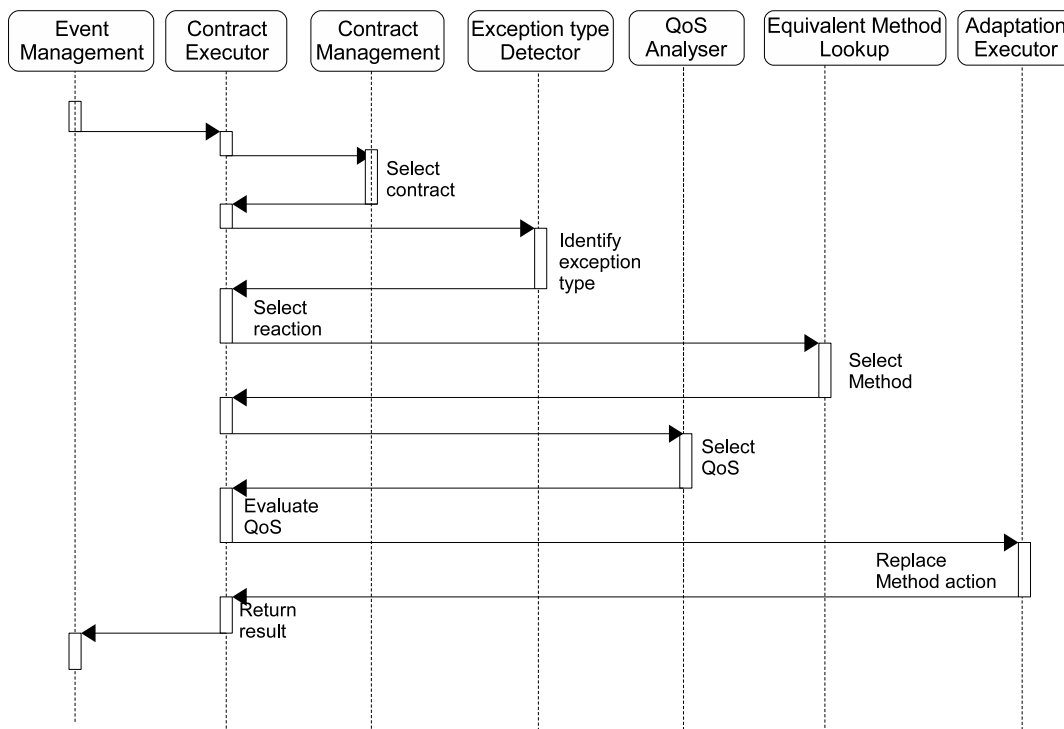 Event
Management
Contract
Executor
Contract
Management
Exception type
Detector
QoS
Analyser
Equivalent Method
Lookup
Adaptation
Executor
Select
contract
Identify
exception
type
Select
reaction
Select
Method
Select
QoS
Evaluate
QoS
Replace
Method action
Return
result